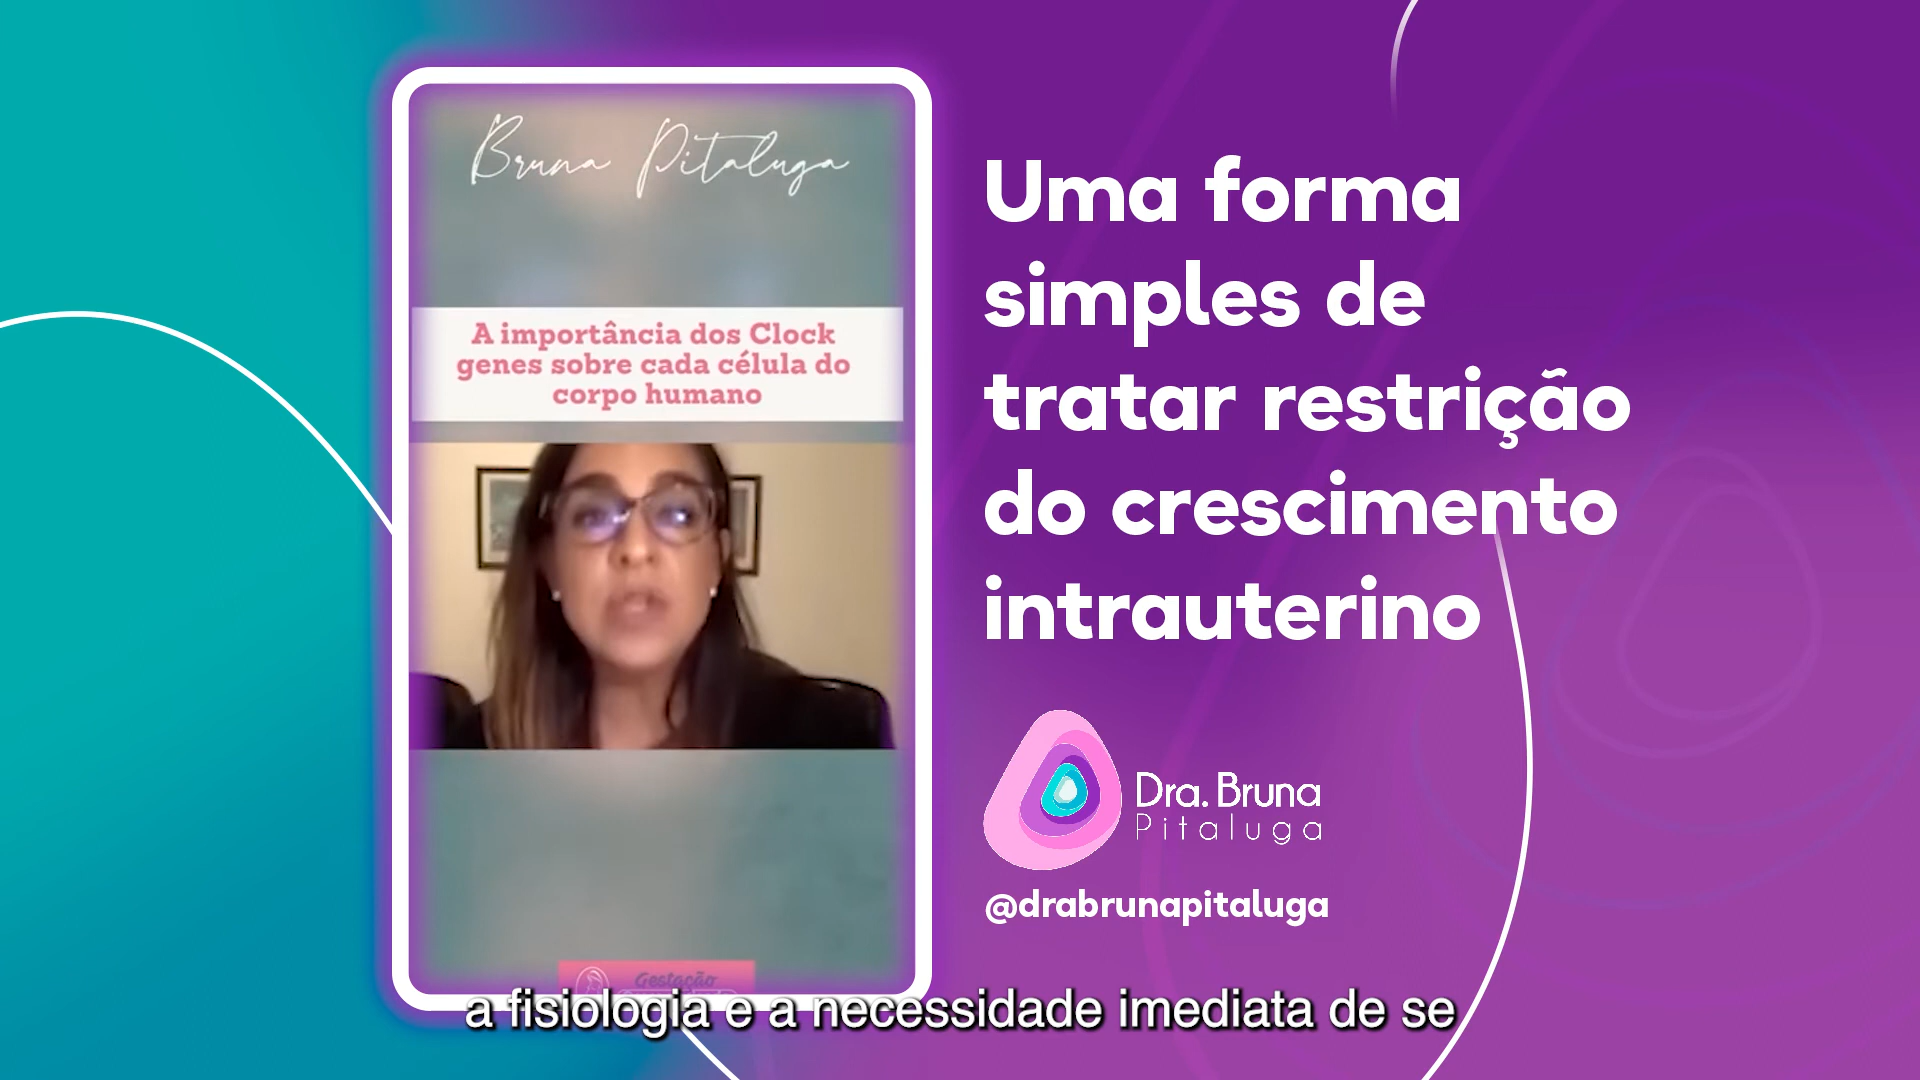 Bruna Pitaluga
A importância dos Clock
genes sobre cada célula do
corpo humano
Uma forma
simples de
tratar restrição
do crescimento
intrauterino
Dra. Bruna
Pitaluga
@drabrunapitaluga
Gestação
a fisiologia e a necessidade imediata de se